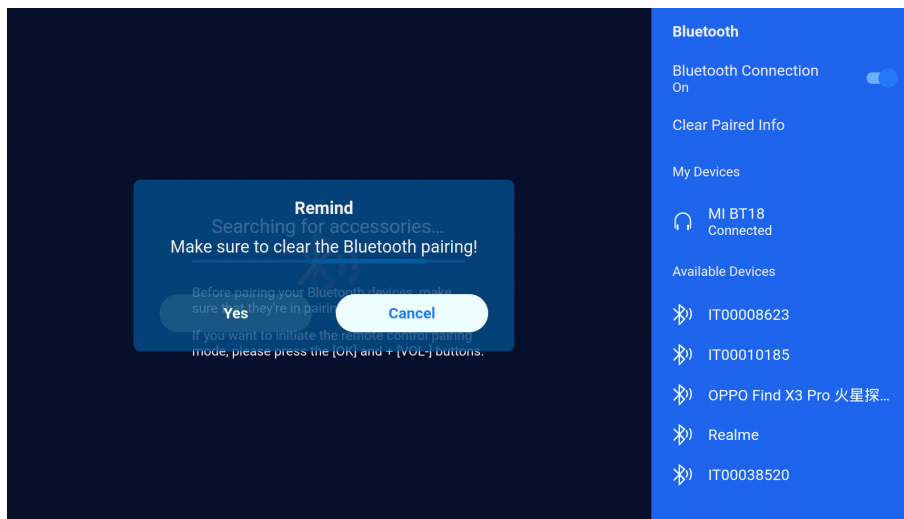 Bluetooth
Bluetooth Connection
On
Clear Paired Info
My Devices
MI BT18
Connected
Available Devices
IT00008623
IT00010185
OPPO Find X3 Pro 火星探...
Realme
IT00038520
Remind
Searching for accessories...
Make sure to clear the Bluetooth pairing!
Before pairing your Bluetooth devices, make
sure that they're in pairin
Yes
Cancel
If you want to initiate the remote control pairing
mode, please press the [OK] and + [VOL-] buttons.